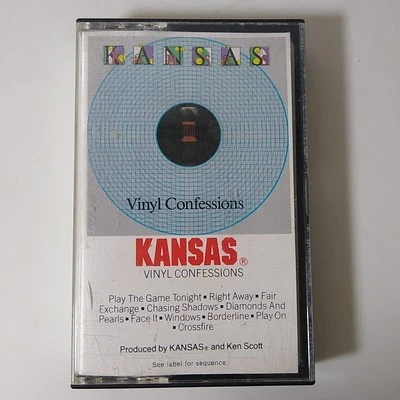 KANSAS
Vinyl Confessions
KANSAS®
VINYL CONFESSIONS
Play The Game Tonight ▪ Right Away ▪ Fair
Exchange ▪ Chasing Shadows ▪ Diamonds And
Pearls ▪ Face It ▪ Windows ▪ Borderline ▪ Play On
▪ Crossfire
Produced by KANSAS® and Ken Scott
See label for sequence.